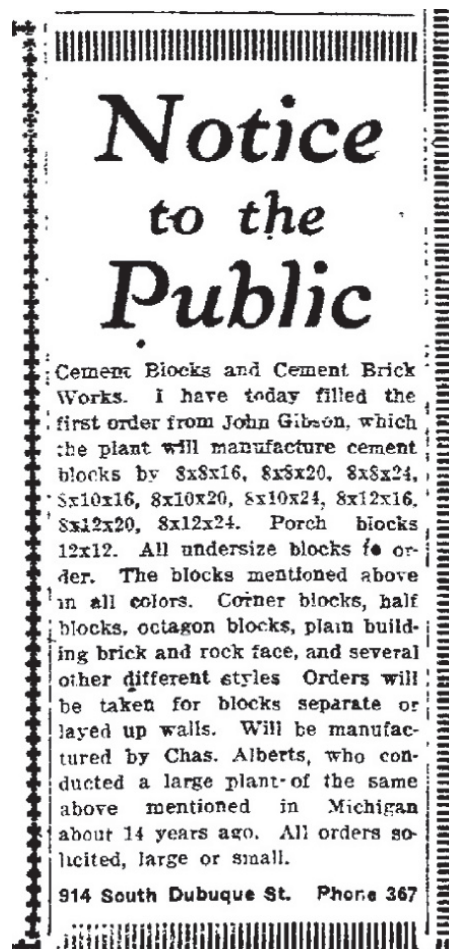 Notice
to the
Public
Cement Blocks and Cement Brick
Works. I have today filled the
first order from John Gibson, which
the plant will manufacture cement
blocks by 8x8x16, 8x8x20, 8x8x24,
8x10x16, 8x10x20, 8x10x24, 8x12x16,
8x12x20, 8x12x24. Porch blocks
12x12. All undersize blocks to or-
der. The blocks mentioned above
in all colors. Corner blocks, half
blocks, octagon blocks, plain build-
ing brick and rock face, and several
other different styles Orders will
be taken for blocks separate or
layed up walls. Will be manufac-
tured by Chas. Alberts, who con-
ducted a large plant of the same
above mentioned in Michigan
about 14 years ago. All orders so-
licited, large or small.
914 South Dubuque St. Phone 367